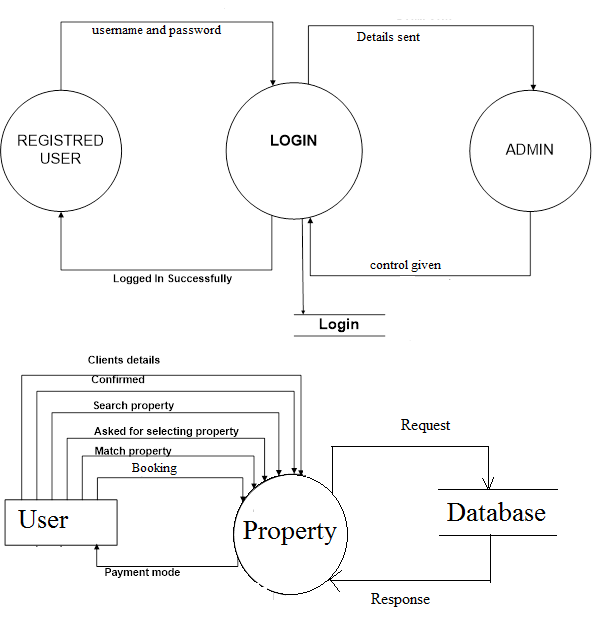 username and password
Details sent
REGISTRED
USER
LOGIN
ADMIN
Logged In Successfully
control given
Login
Clients details
Confirmed
Search property
Asked for selecting property
Match property
Booking
Request
User
Property
Database
Payment mode
Response